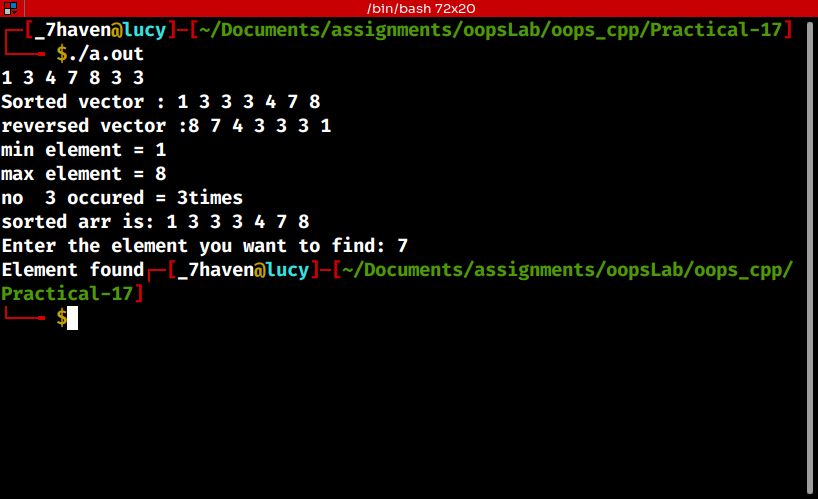 /bin/bash 72x20
┌─[_7haven@lucy]─[~/Documents/assignments/oopsLab/oops_cpp/Practical-17]
└──╼ $./a.out
1 3 4 7 8 3 3
Sorted vector : 1 3 3 3 4 7 8
reversed vector :8 7 4 3 3 3 1
min element = 1
max element = 8
no  3 occured = 3times
sorted arr is: 1 3 3 3 4 7 8
Enter the element you want to find: 7
Element found┌─[_7haven@lucy]─[~/Documents/assignments/oopsLab/oops_cpp/
Practical-17]
└──╼ $